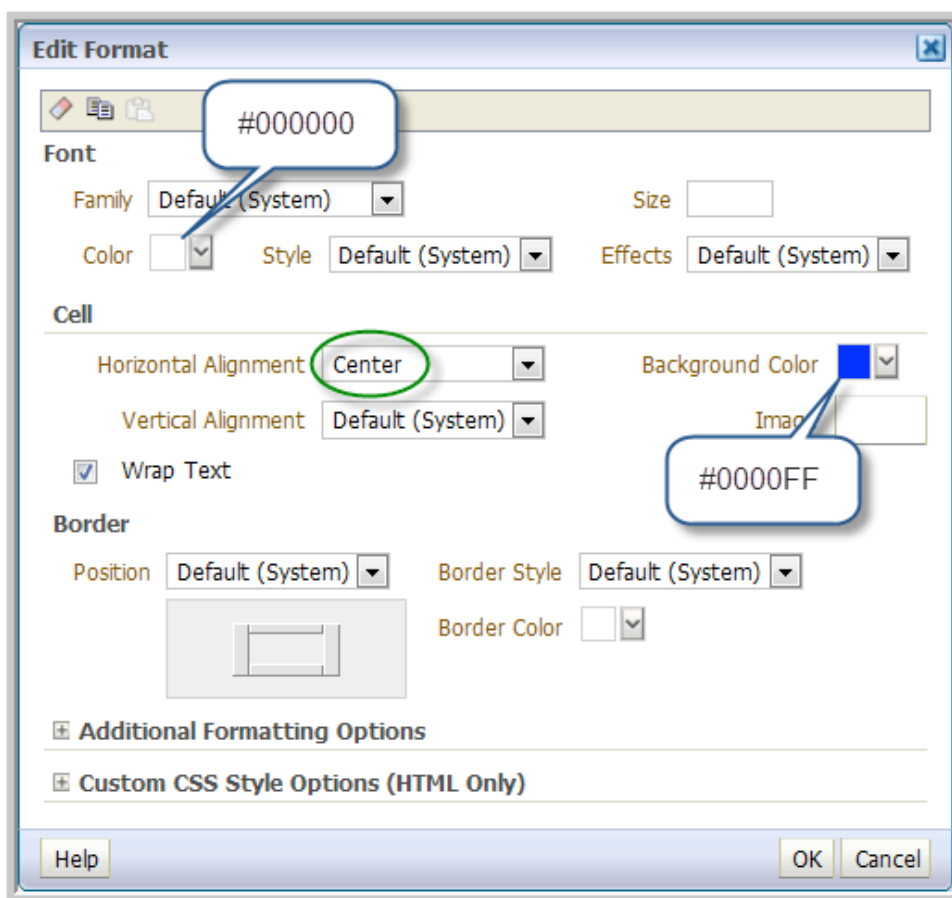 Edit Format
#000000
Font
Family Default (System) Size
Color Style Default (System) Effects Default (System)
Cell
Horizontal Alignment Center Background Color
Vertical Alignment Default (System) Imag
Wrap Text
#0000FF
Border
Position Default (System) Border Style Default (System)
Border Color
Additional Formatting Options
Custom CSS Style Options (HTML Only)
Help OK Cancel